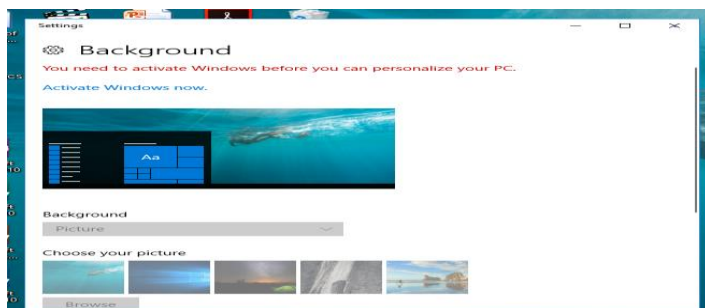 Settings
Background
You need to activate Windows before you can personalize your PC.
Activate Windows now.
Aa
Background
Picture
Choose your picture
Browse